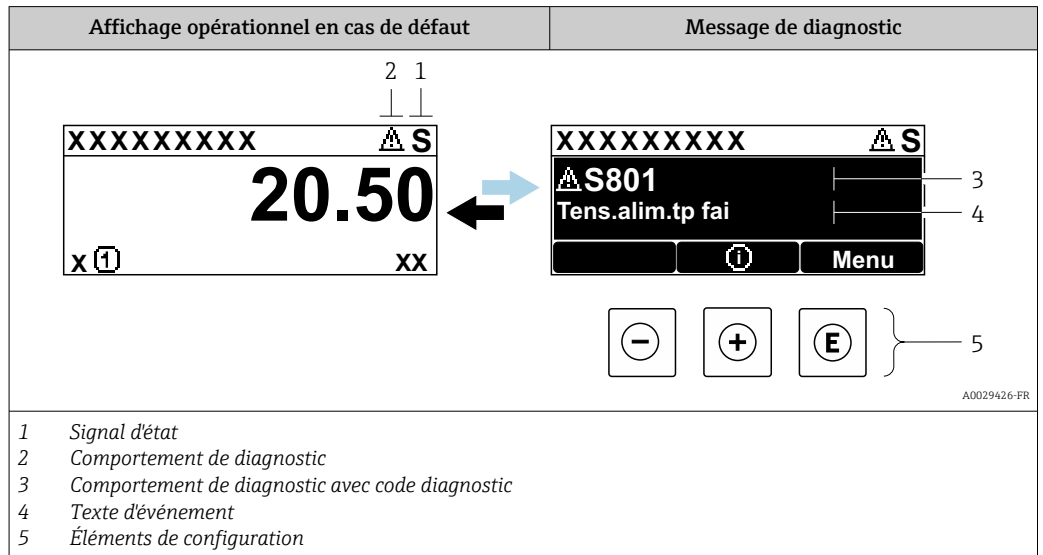 Affichage opérationnel en cas de défaut
Message de diagnostic
2 1
XXXXXXXXX ⚠ S
20.50
x ① xx
XXXXXXXXX ⚠ S
⚠S801
Tens.alim.tp fai
ⓘ Menu
3
4
− + E
5
A0029426-FR
1 Signal d'état
2 Comportement de diagnostic
3 Comportement de diagnostic avec code diagnostic
4 Texte d'événement
5 Éléments de configuration